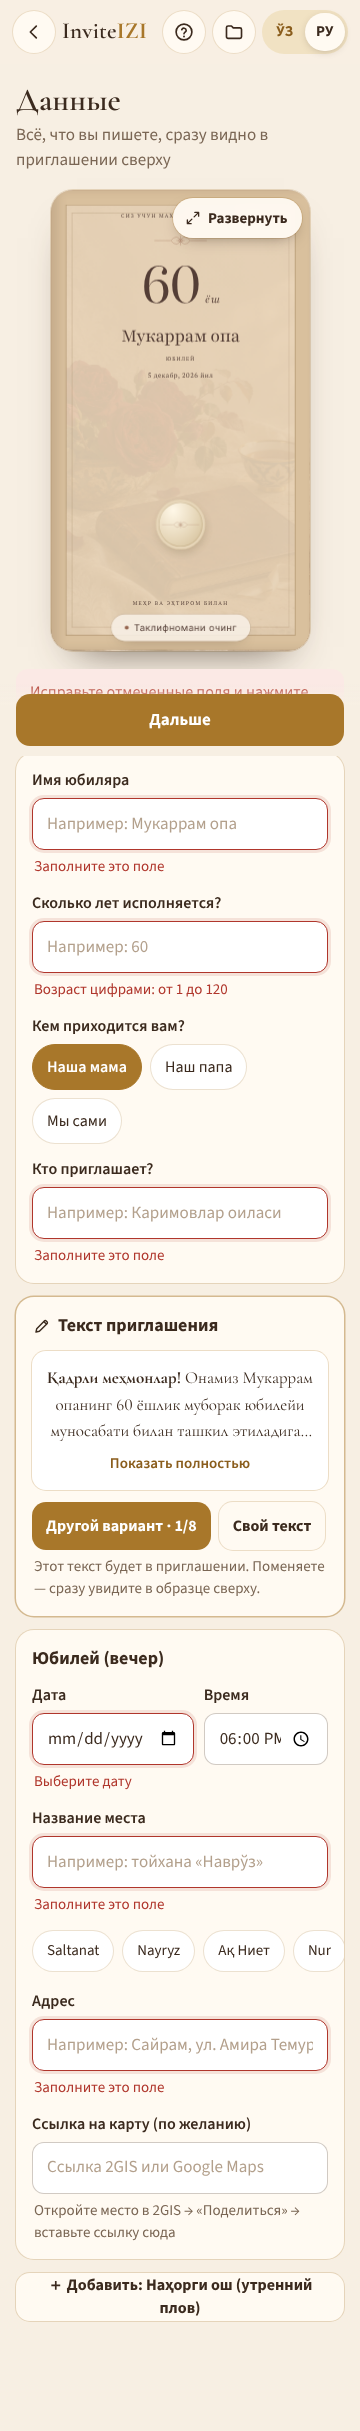 InviteIZI
ЎЗ
РУ
Данные
Всё, что вы пишете, сразу видно в
приглашении сверху
СИЗ УЧУН
Развернуть
60 ёш
Мукаррам опа
ЮБИЛЕЙ
5 декабр, 2026 йил
МЕҲР ВА ЭҲТИРОМ БИЛАН
Таклифномани очинг
Исправьте отмеченные поля и нажмите
Дальше
Имя юбиляра
Например: Мукаррам опа
Заполните это поле
Сколько лет исполняется?
Например: 60
Возраст цифрами: от 1 до 120
Кем приходится вам?
Наша мама
Наш папа
Мы сами
Кто приглашает?
Например: Каримовлар оиласи
Заполните это поле
Текст приглашения
Қадрли меҳмонлар! Онамиз Мукаррам
опанинг 60 ёшлик муборак юбилейи
муносабати билан ташкил этиладига...
Показать полностью
Другой вариант · 1/8
Свой текст
Этот текст будет в приглашении. Поменяете
— сразу увидите в образце сверху.
Юбилей (вечер)
Дата
Время
mm/dd/yyyy
06:00 PM
Выберите дату
Название места
Например: тойхана «Наврўз»
Заполните это поле
Saltanat
Nayryz
Ақ Ниет
Nur
Адрес
Например: Сайрам, ул. Амира Темур
Заполните это поле
Ссылка на карту (по желанию)
Ссылка 2GIS или Google Maps
Откройте место в 2GIS → «Поделиться» →
вставьте ссылку сюда
+ Добавить: Наҳорги ош (утренний
плов)